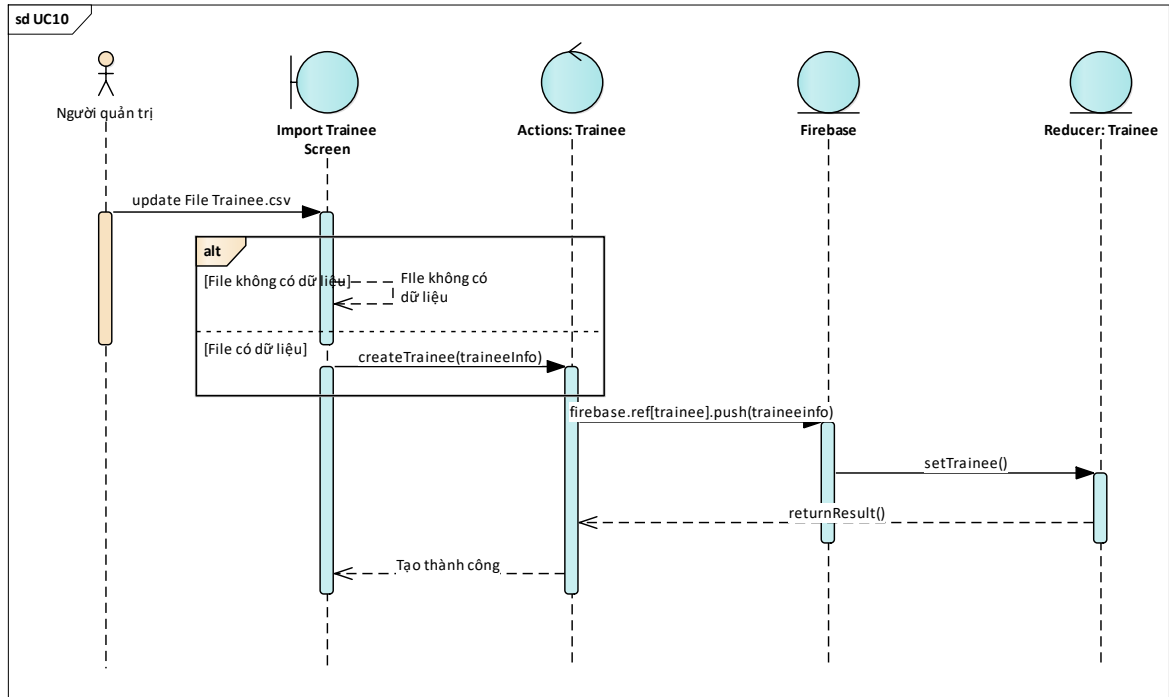 sd UC10
Người quản trị
Import Trainee
Screen
Actions: Trainee
Firebase
Reducer: Trainee
update File Trainee.csv
alt
[File không có dữ liệu]
FIle không có
dữ liệu
[File có dữ liệu]
createTrainee(traineeInfo)
firebase.ref[trainee].push(traineeinfo)
setTrainee()
returnResult()
Tạo thành công